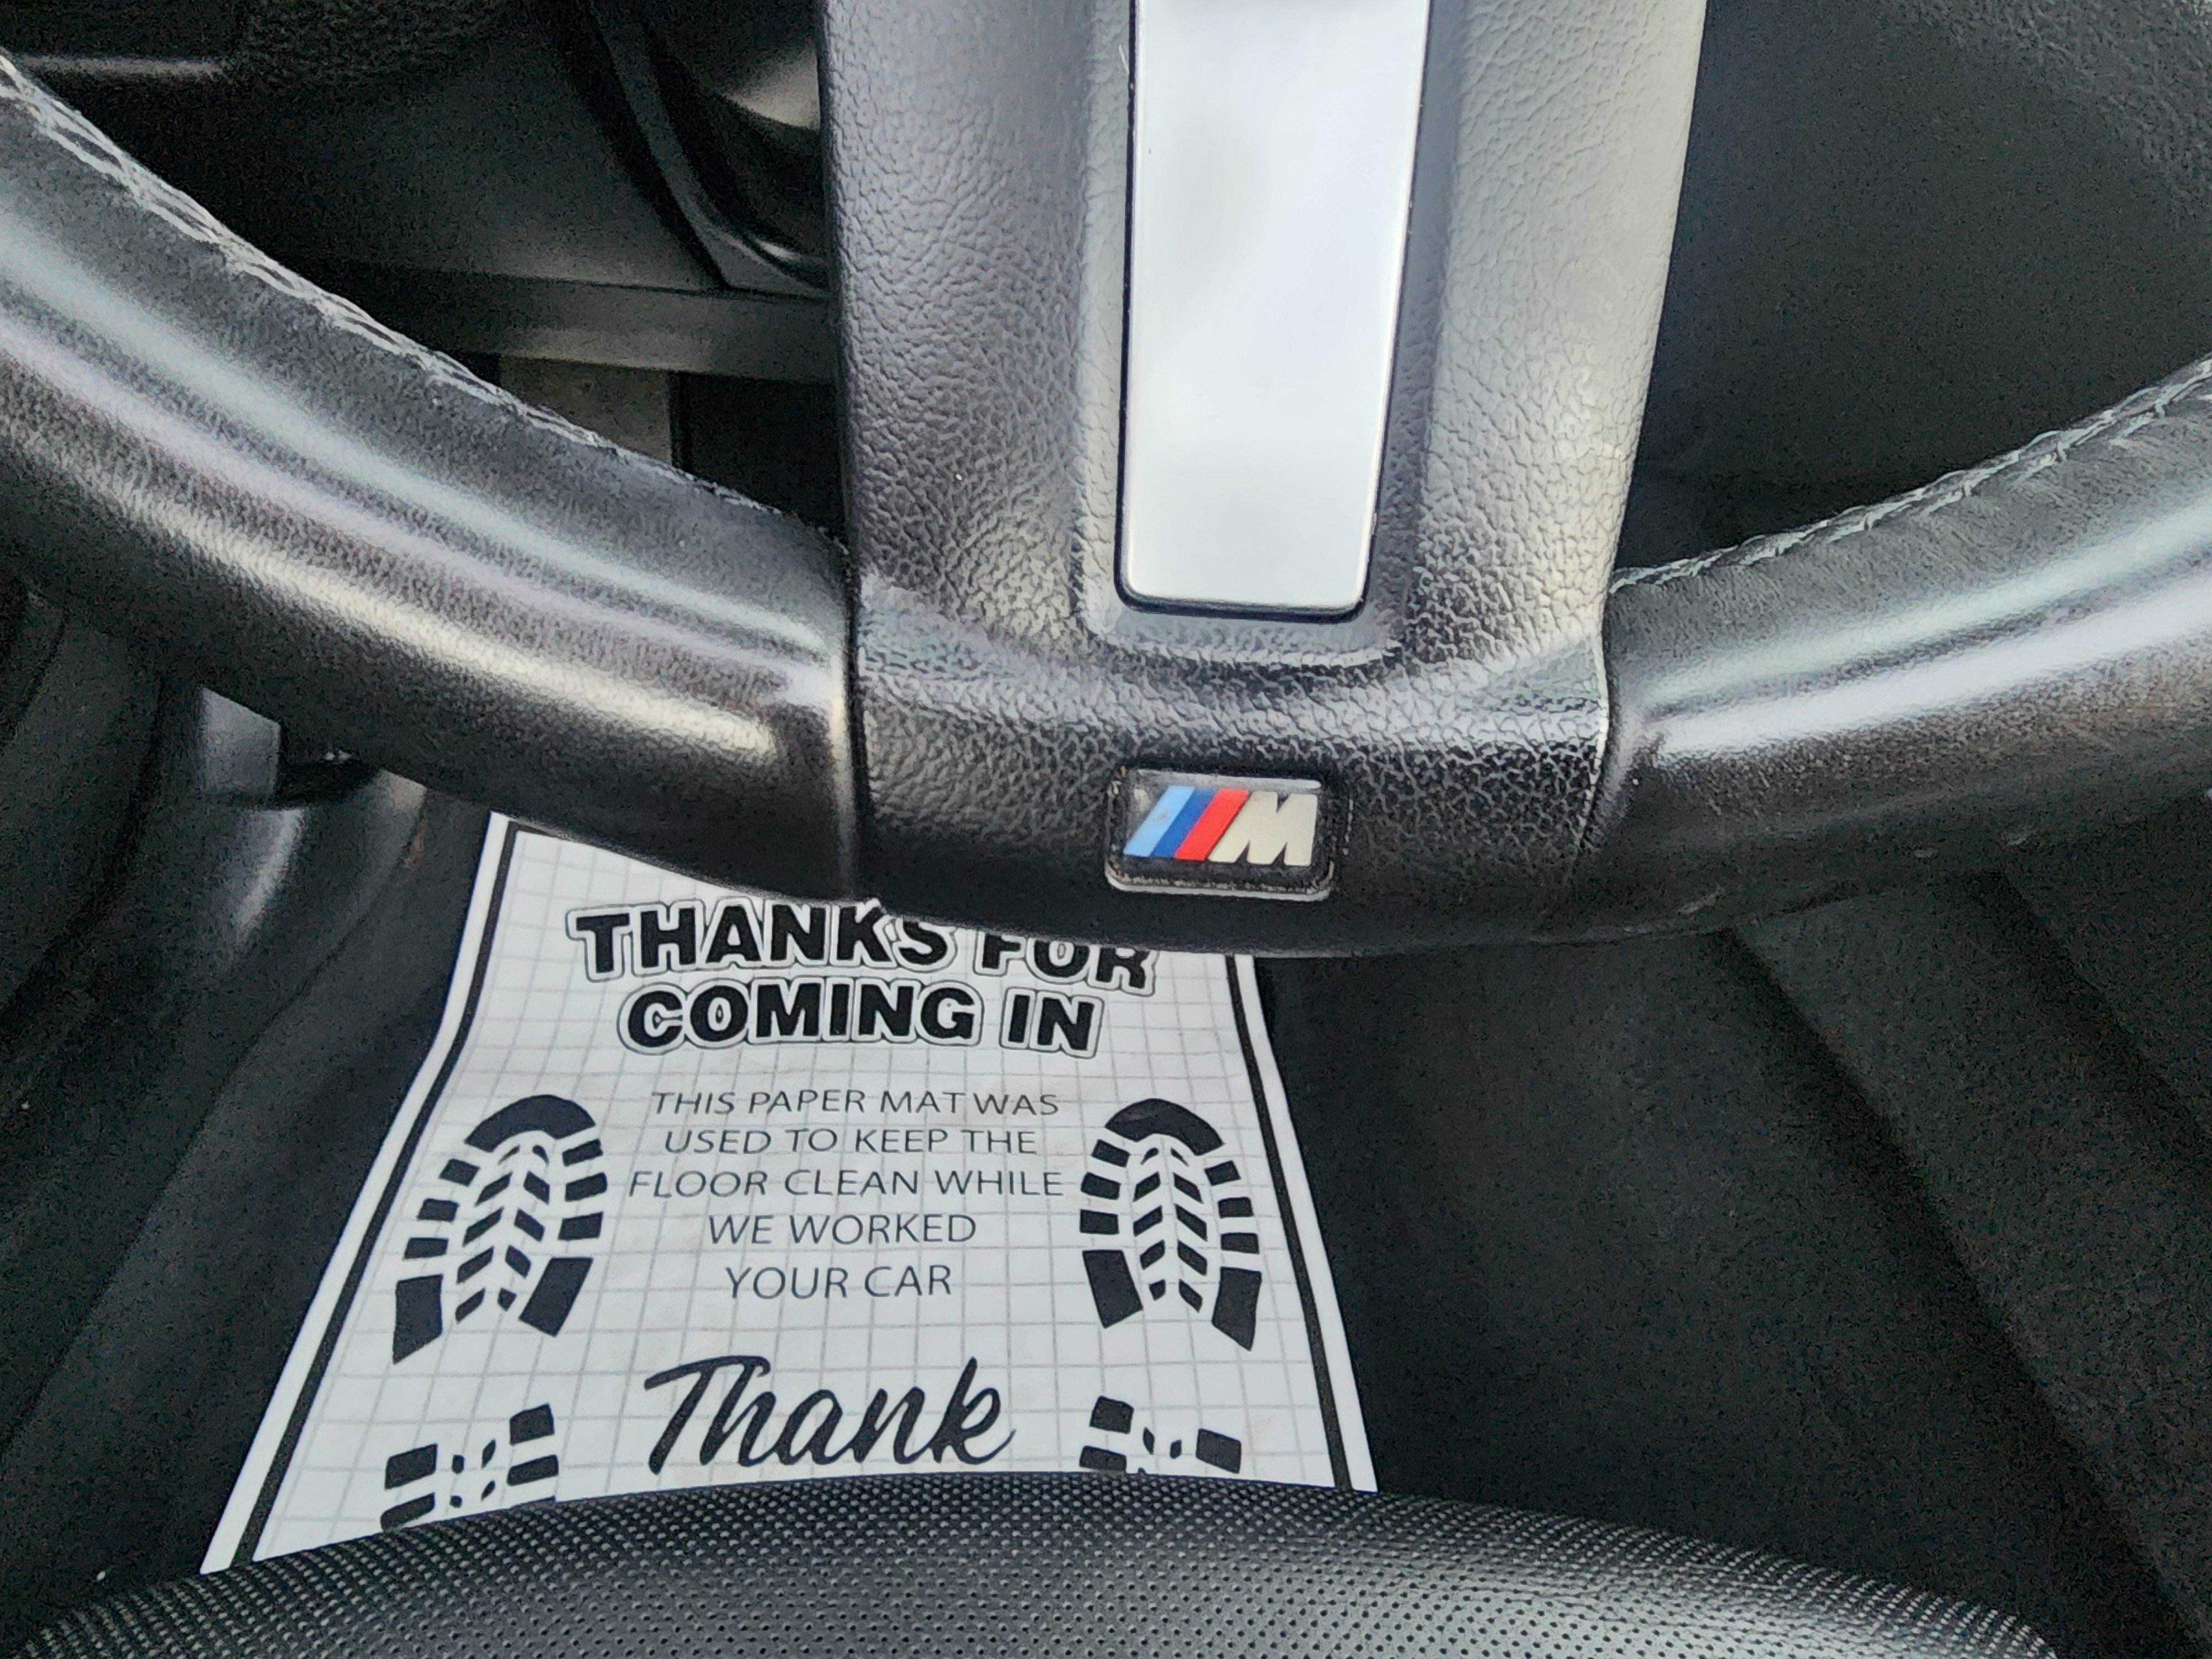 M
THANKS FOR
COMING IN
THIS PAPER MAT WAS
USED TO KEEP THE
FLOOR CLEAN WHILE
WE WORKED
YOUR CAR
Thank